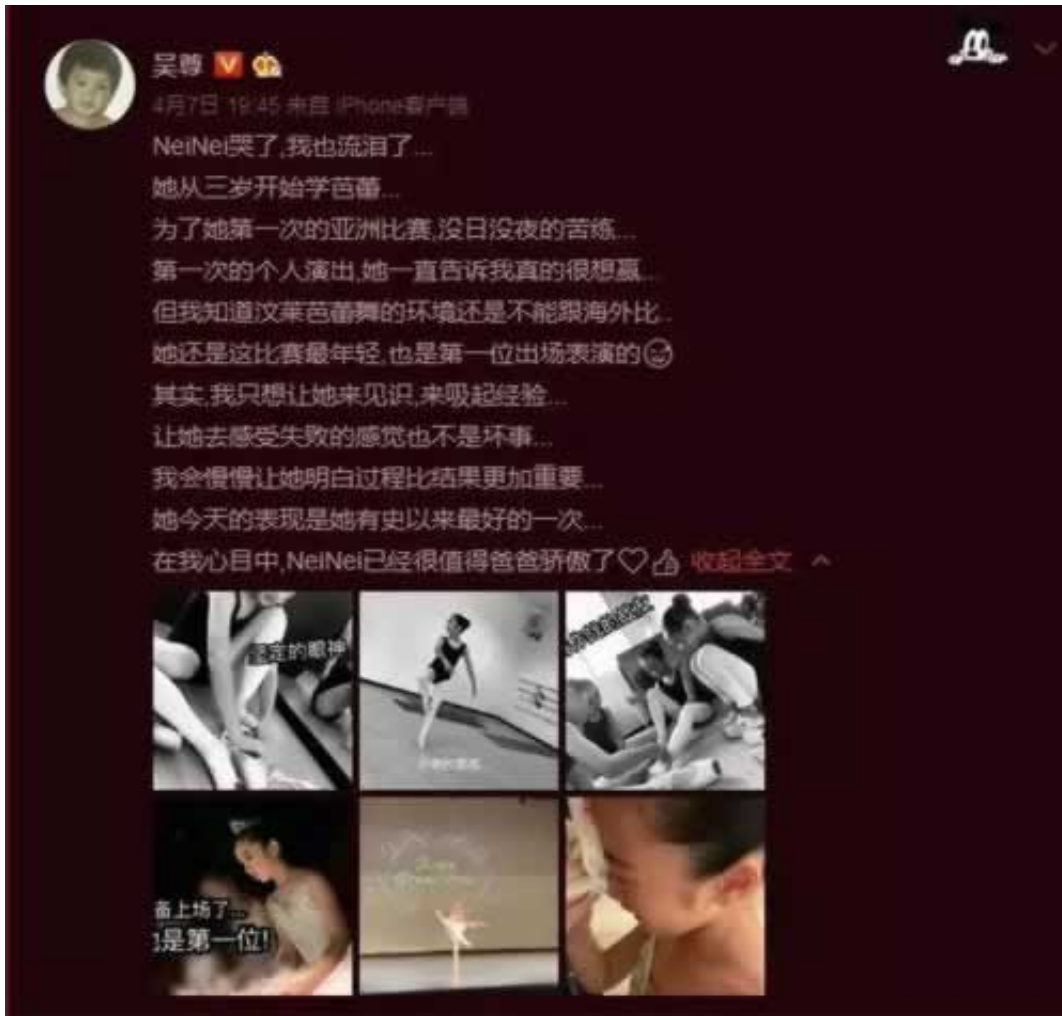 吴尊
4月7日 19:45 来自 iPhone客户端
NeiNei哭了,我也流泪了...
她从三岁开始学芭蕾...
为了她第一次的亚洲比赛,没日没夜的苦练...
第一次的个人演出,她一直告诉我真的很想赢...
但我知道汶莱芭蕾舞的环境还是不能跟海外比..
她还是这比赛最年轻,也是第一位出场表演的
其实,我只想让她来见识,来吸起经验...
让她去感受失败的感觉也不是坏事...
我会慢慢让她明白过程比结果更加重要...
她今天的表现是她有史以来最好的一次...
在我心目中,NeiNei已经很值得爸爸骄傲了 收起全文
定的眼神
备上场了...
是第一位!